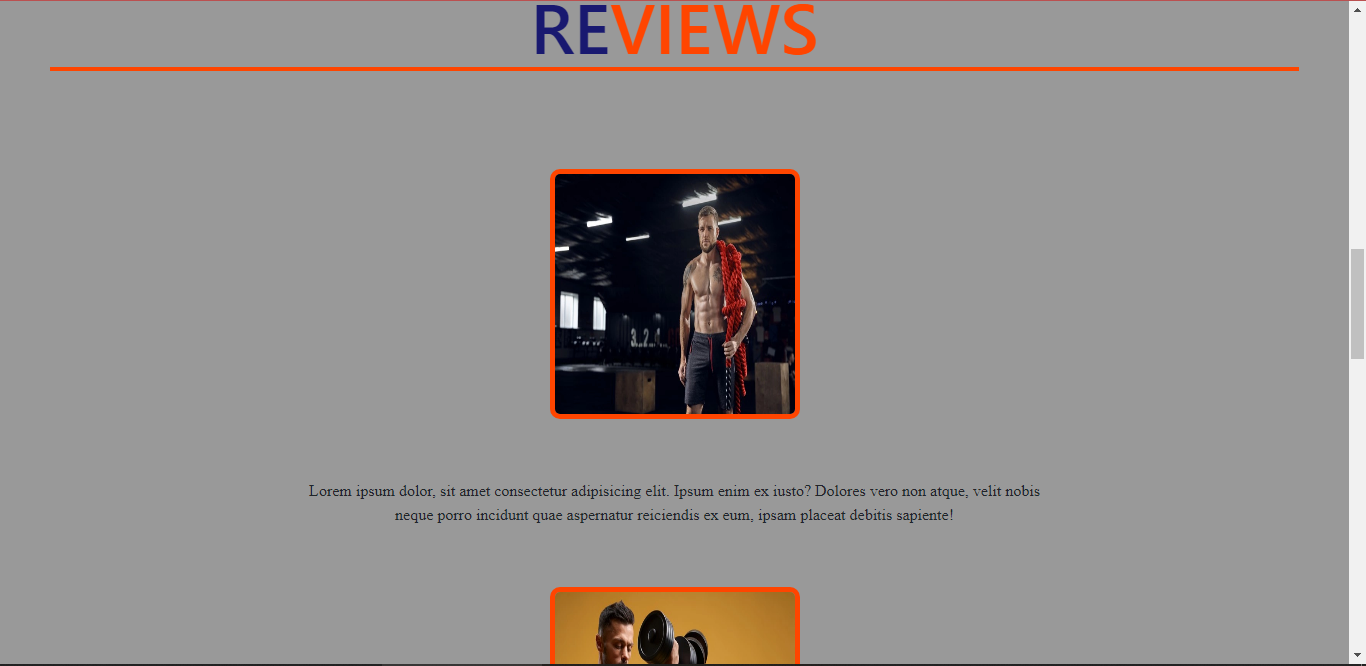 REVIEWS
3 2 1
Lorem ipsum dolor, sit amet consectetur adipisicing elit. Ipsum enim ex iusto? Dolores vero non atque, velit nobis
neque porro incidunt quae aspernatur reiciendis ex eum, ipsam placeat debitis sapiente!